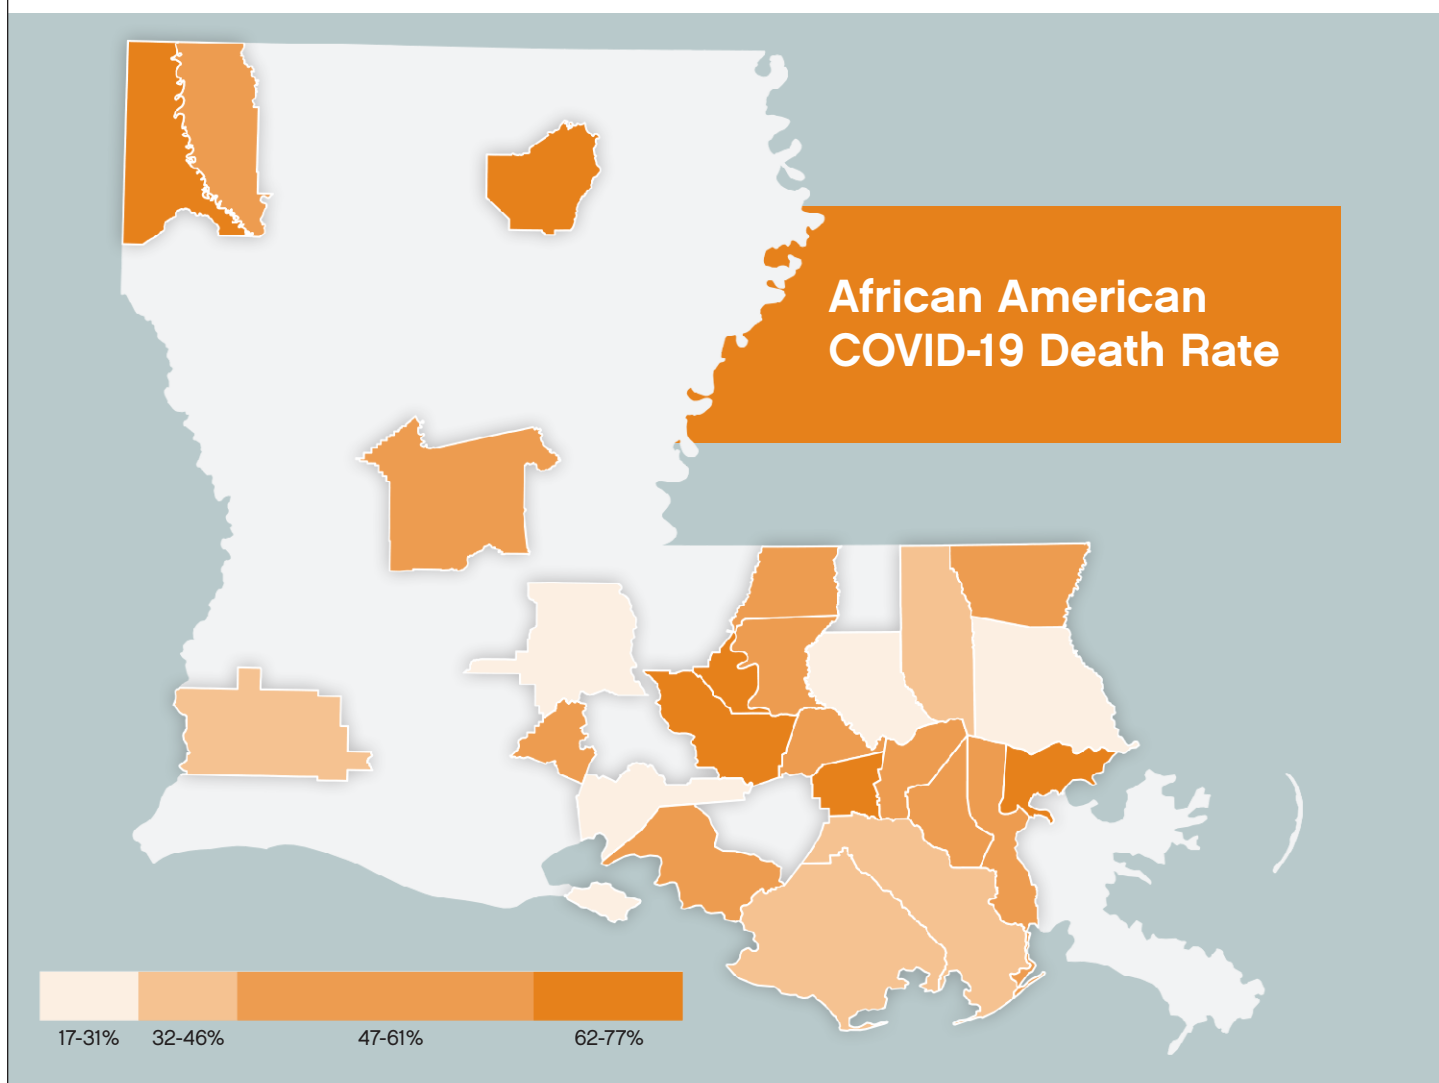 African American
COVID-19 Death Rate
17-31%
32-46%
47-61%
62-77%